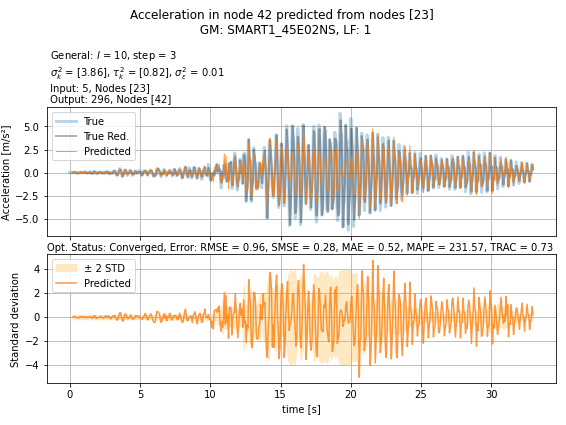 Acceleration in node 42 predicted from nodes [23]
GM: SMART1_45E02NS, LF: 1
General: l = 10, step = 3
σ²ₖ = [3.86], τ²ₖ = [0.82], σ²ε = 0.01
Input: 5, Nodes [23]
Output: 296, Nodes [42]
Acceleration [m/s²]
5.0
2.5
0.0
−2.5
−5.0
True
True Red.
Predicted
Opt. Status: Converged, Error: RMSE = 0.96, SMSE = 0.28, MAE = 0.52, MAPE = 231.57, TRAC = 0.73
Standard deviation
4
2
0
−2
−4
± 2 STD
Predicted
0 5 10 15 20 25 30
time [s]